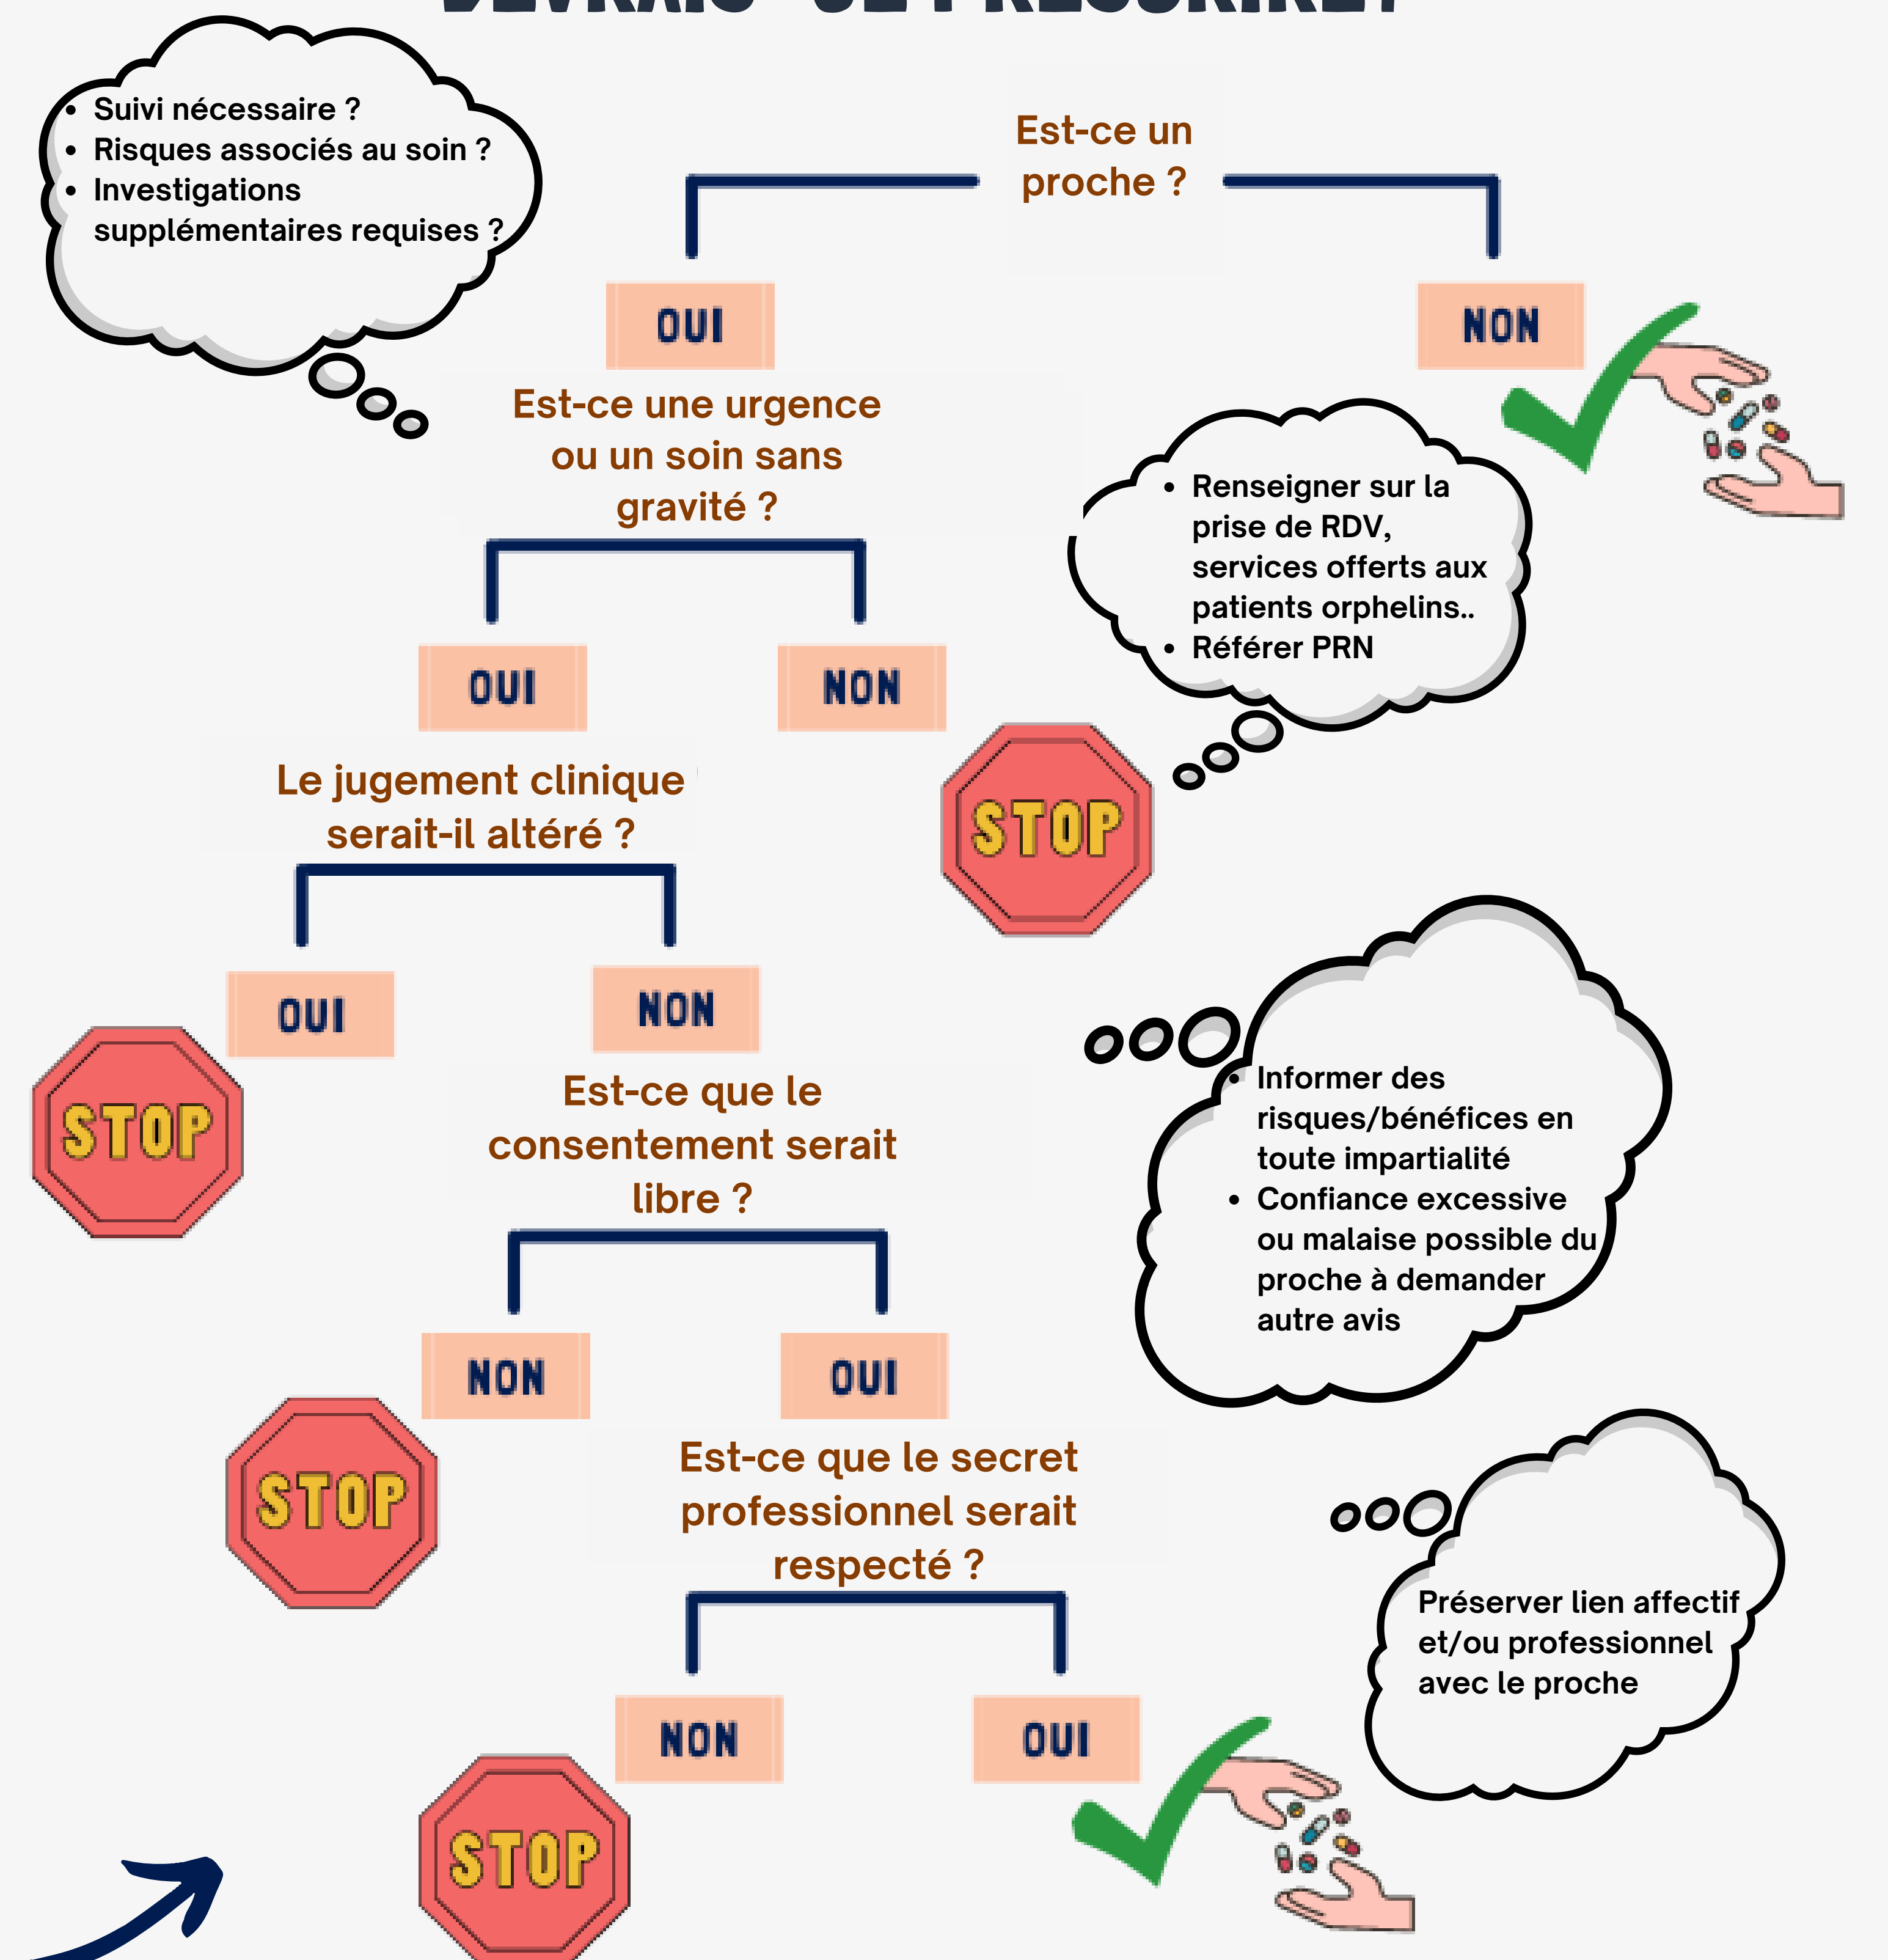 DEVRAIS-JE PRESCRIRE?
• Suivi nécessaire ?
• Risques associés au soin ?
• Investigations
supplémentaires requises ?
Est-ce un
proche ?
OUI
NON
Est-ce une urgence
ou un soin sans
gravité ?
• Renseigner sur la
prise de RDV,
services offerts aux
patients orphelins..
• Référer PRN
OUI
NON
STOP
Le jugement clinique
serait-il altéré ?
OUI
NON
STOP
Est-ce que le
consentement serait
libre ?
• Informer des
risques/bénéfices en
toute impartialité
• Confiance excessive
ou malaise possible du
proche à demander
autre avis
NON
OUI
STOP
Est-ce que le secret
professionnel serait
respecté ?
Préserver lien affectif
et/ou professionnel
avec le proche
NON
OUI
STOP